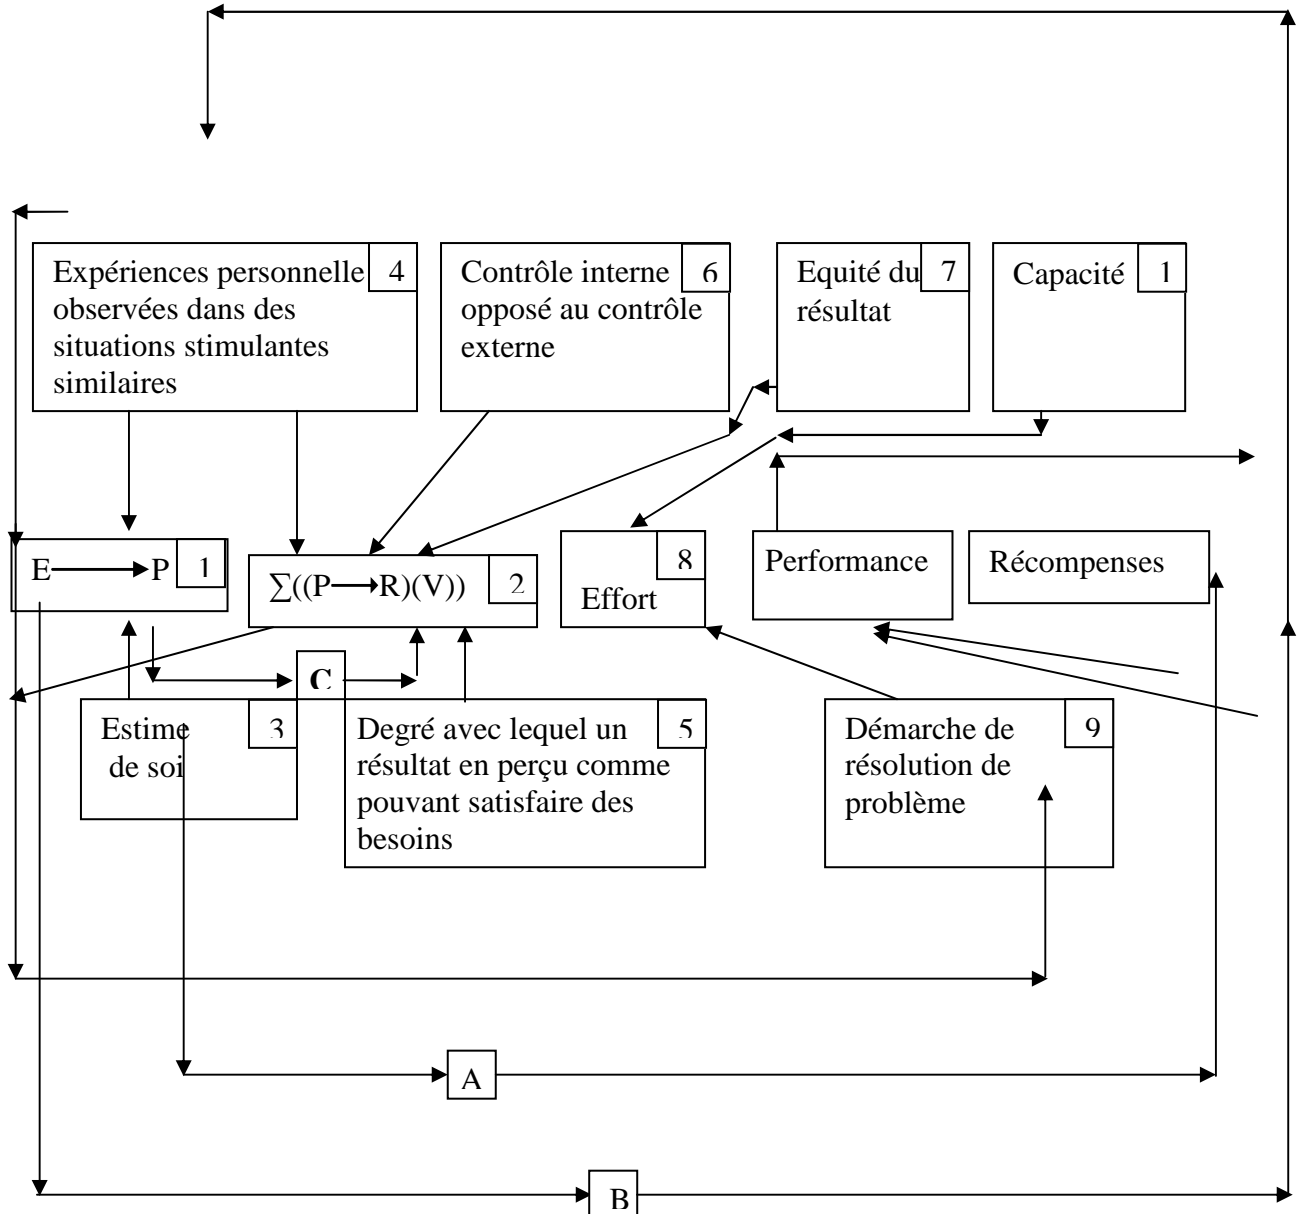 Expériences personnelle 4
observées dans des
situations stimulantes
similaires
Contrôle interne 6
opposé au contrôle
externe
Equité du 7
résultat
Capacité 1
E P 1
∑((P R)(V)) 2
8
Effort
Performance
Récompenses
C
Estime 3
de soi
Degré avec lequel un 5
résultat en perçu comme
pouvant satisfaire des
besoins
Démarche de 9
résolution de
problème
A
B